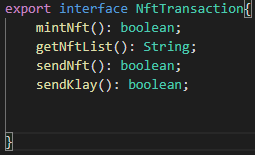 export interface NftTransaction{
    mintNft(): boolean;
    getNftList(): String;
    sendNft(): boolean;
    sendKlay(): boolean;
}